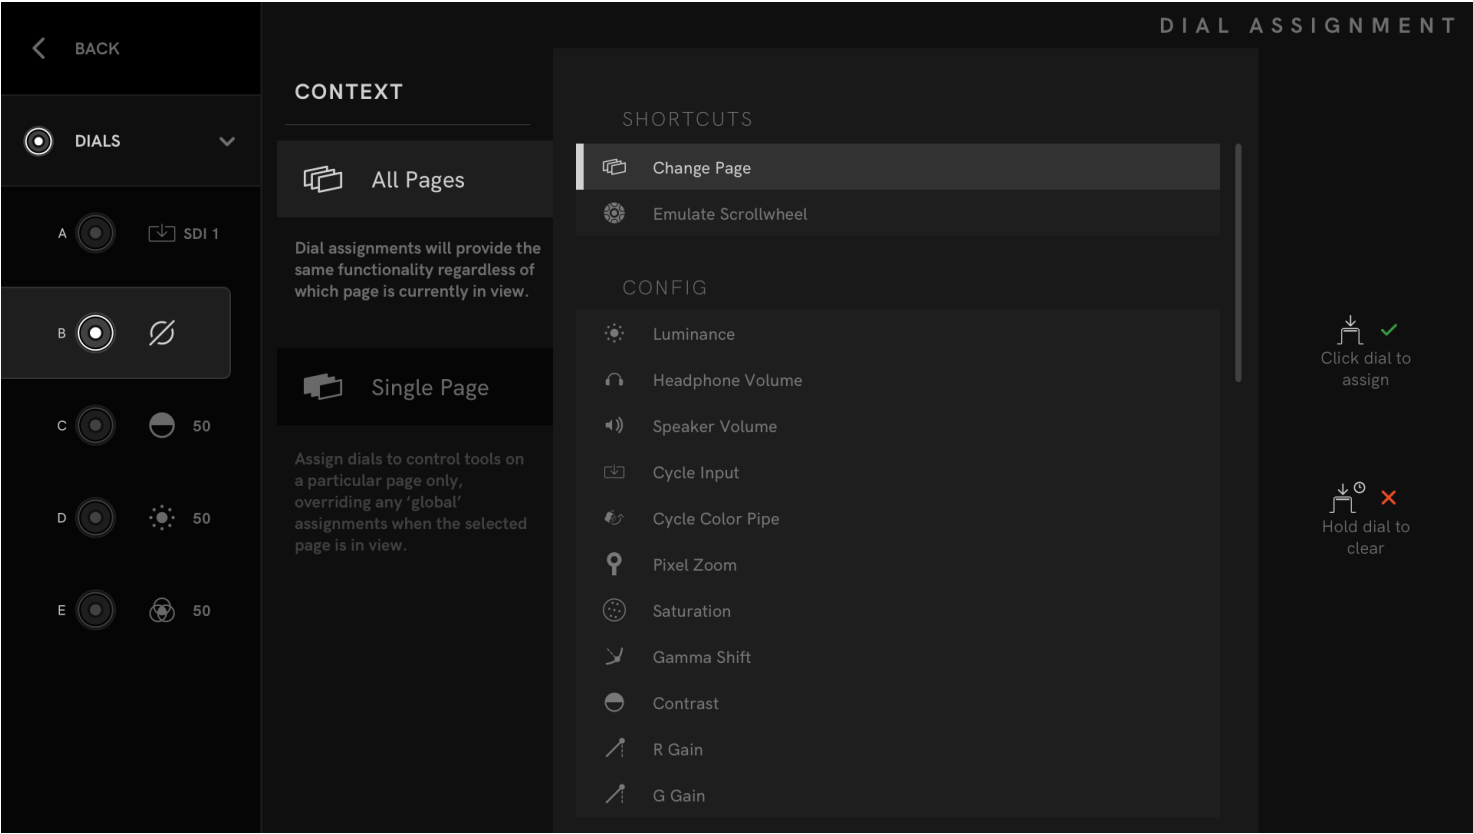 DIAL ASSIGNMENT
BACK
DIALS
A SDI 1
B
C 50
D 50
E 50
CONTEXT
All Pages
Dial assignments will provide the
same functionality regardless of
which page is currently in view.
Single Page
Assign dials to control tools on
a particular page only,
overriding any ‘global’
assignments when the selected
page is in view.
SHORTCUTS
Change Page
Emulate Scrollwheel
CONFIG
Luminance
Headphone Volume
Speaker Volume
Cycle Input
Cycle Color Pipe
Pixel Zoom
Saturation
Gamma Shift
Contrast
R Gain
G Gain
Click dial to
assign
Hold dial to
clear